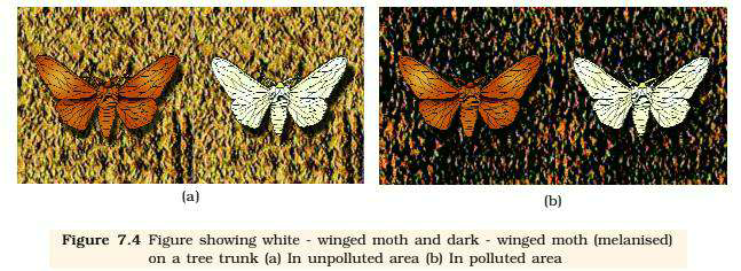 (a)
(b)
Figure 7.4 Figure showing white - winged moth and dark - winged moth (melanised)
on a tree trunk (a) In unpolluted area (b) In polluted area